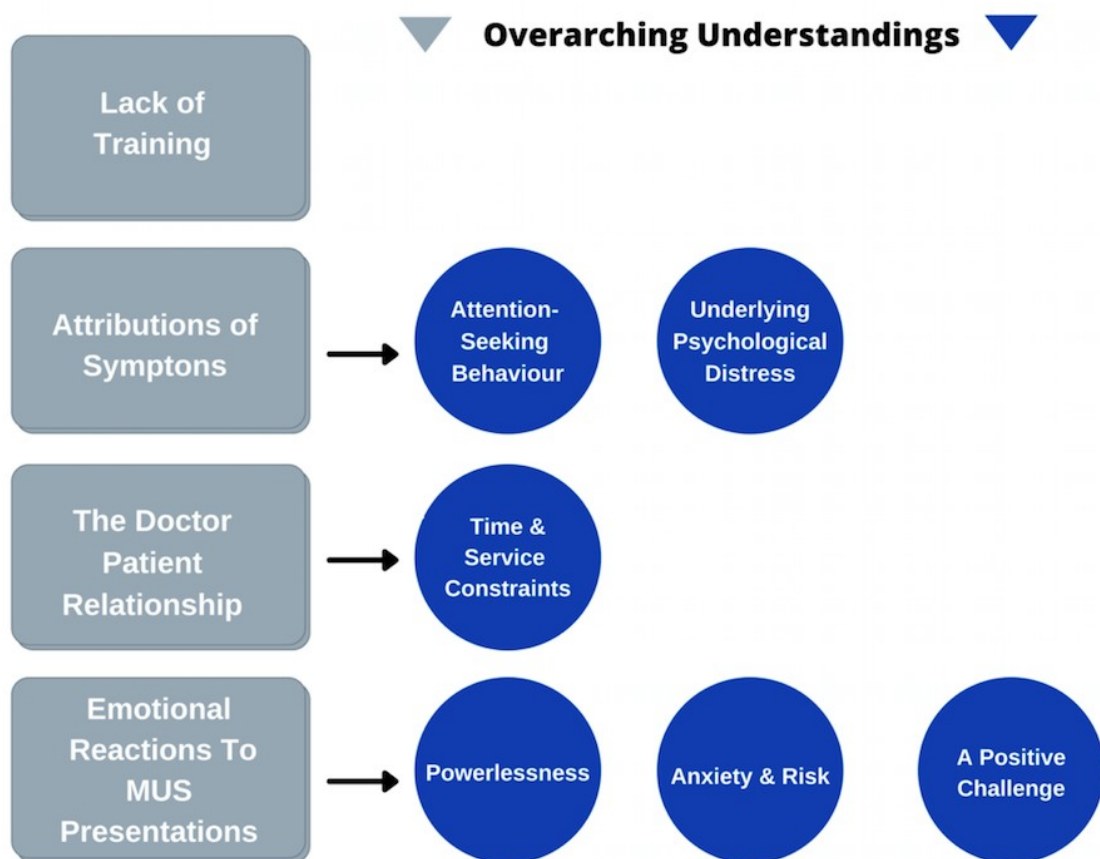 Overarching Understandings
Lack of
Training
Attributions of
Symptons
Attention-
Seeking
Behaviour
Underlying
Psychological
Distress
The Doctor
Patient
Relationship
Time &
Service
Constraints
Emotional
Reactions To
MUS
Presentations
Powerlessness
Anxiety & Risk
A Positive
Challenge